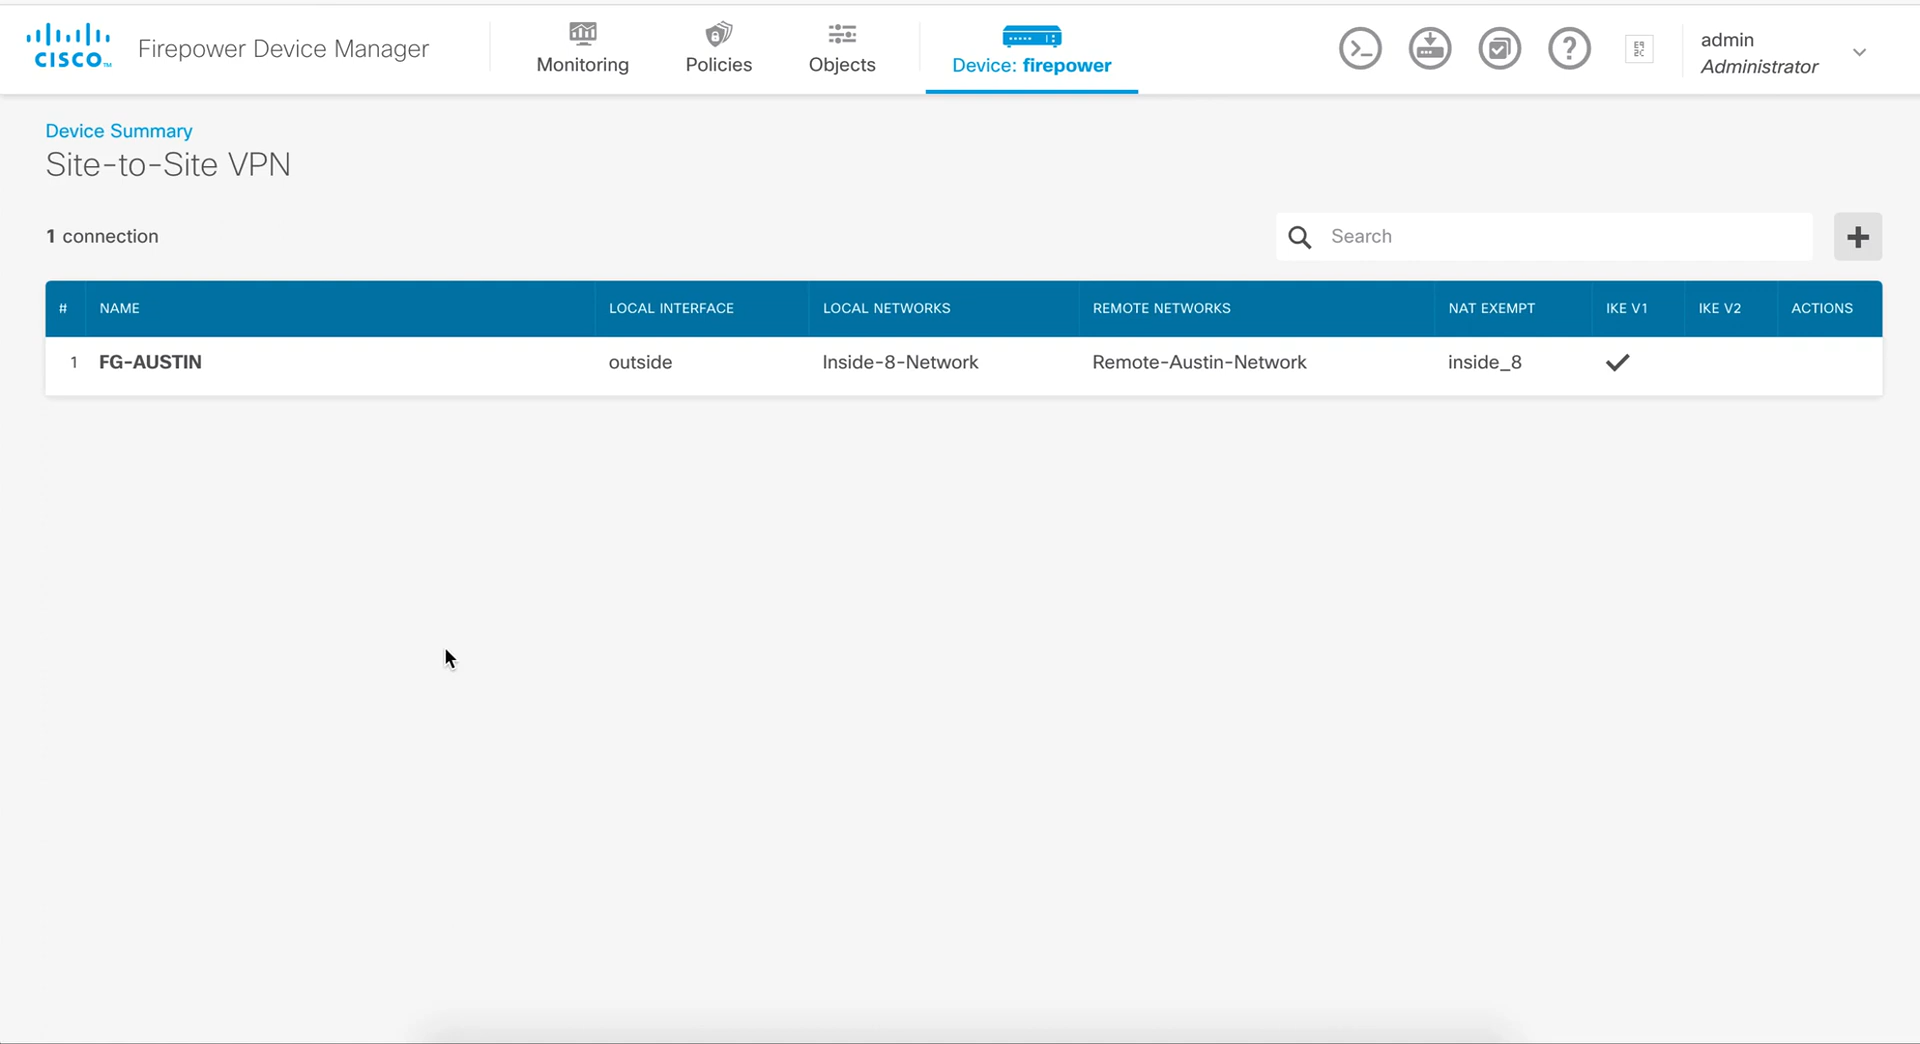 CISCO
Firepower Device Manager
Monitoring
Policies
Objects
Device: firepower
admin
Administrator
Device Summary
Site-to-Site VPN
1 connection
Search
# NAME LOCAL INTERFACE LOCAL NETWORKS REMOTE NETWORKS NAT EXEMPT IKE V1 IKE V2 ACTIONS
1 FG-AUSTIN outside Inside-8-Network Remote-Austin-Network inside_8